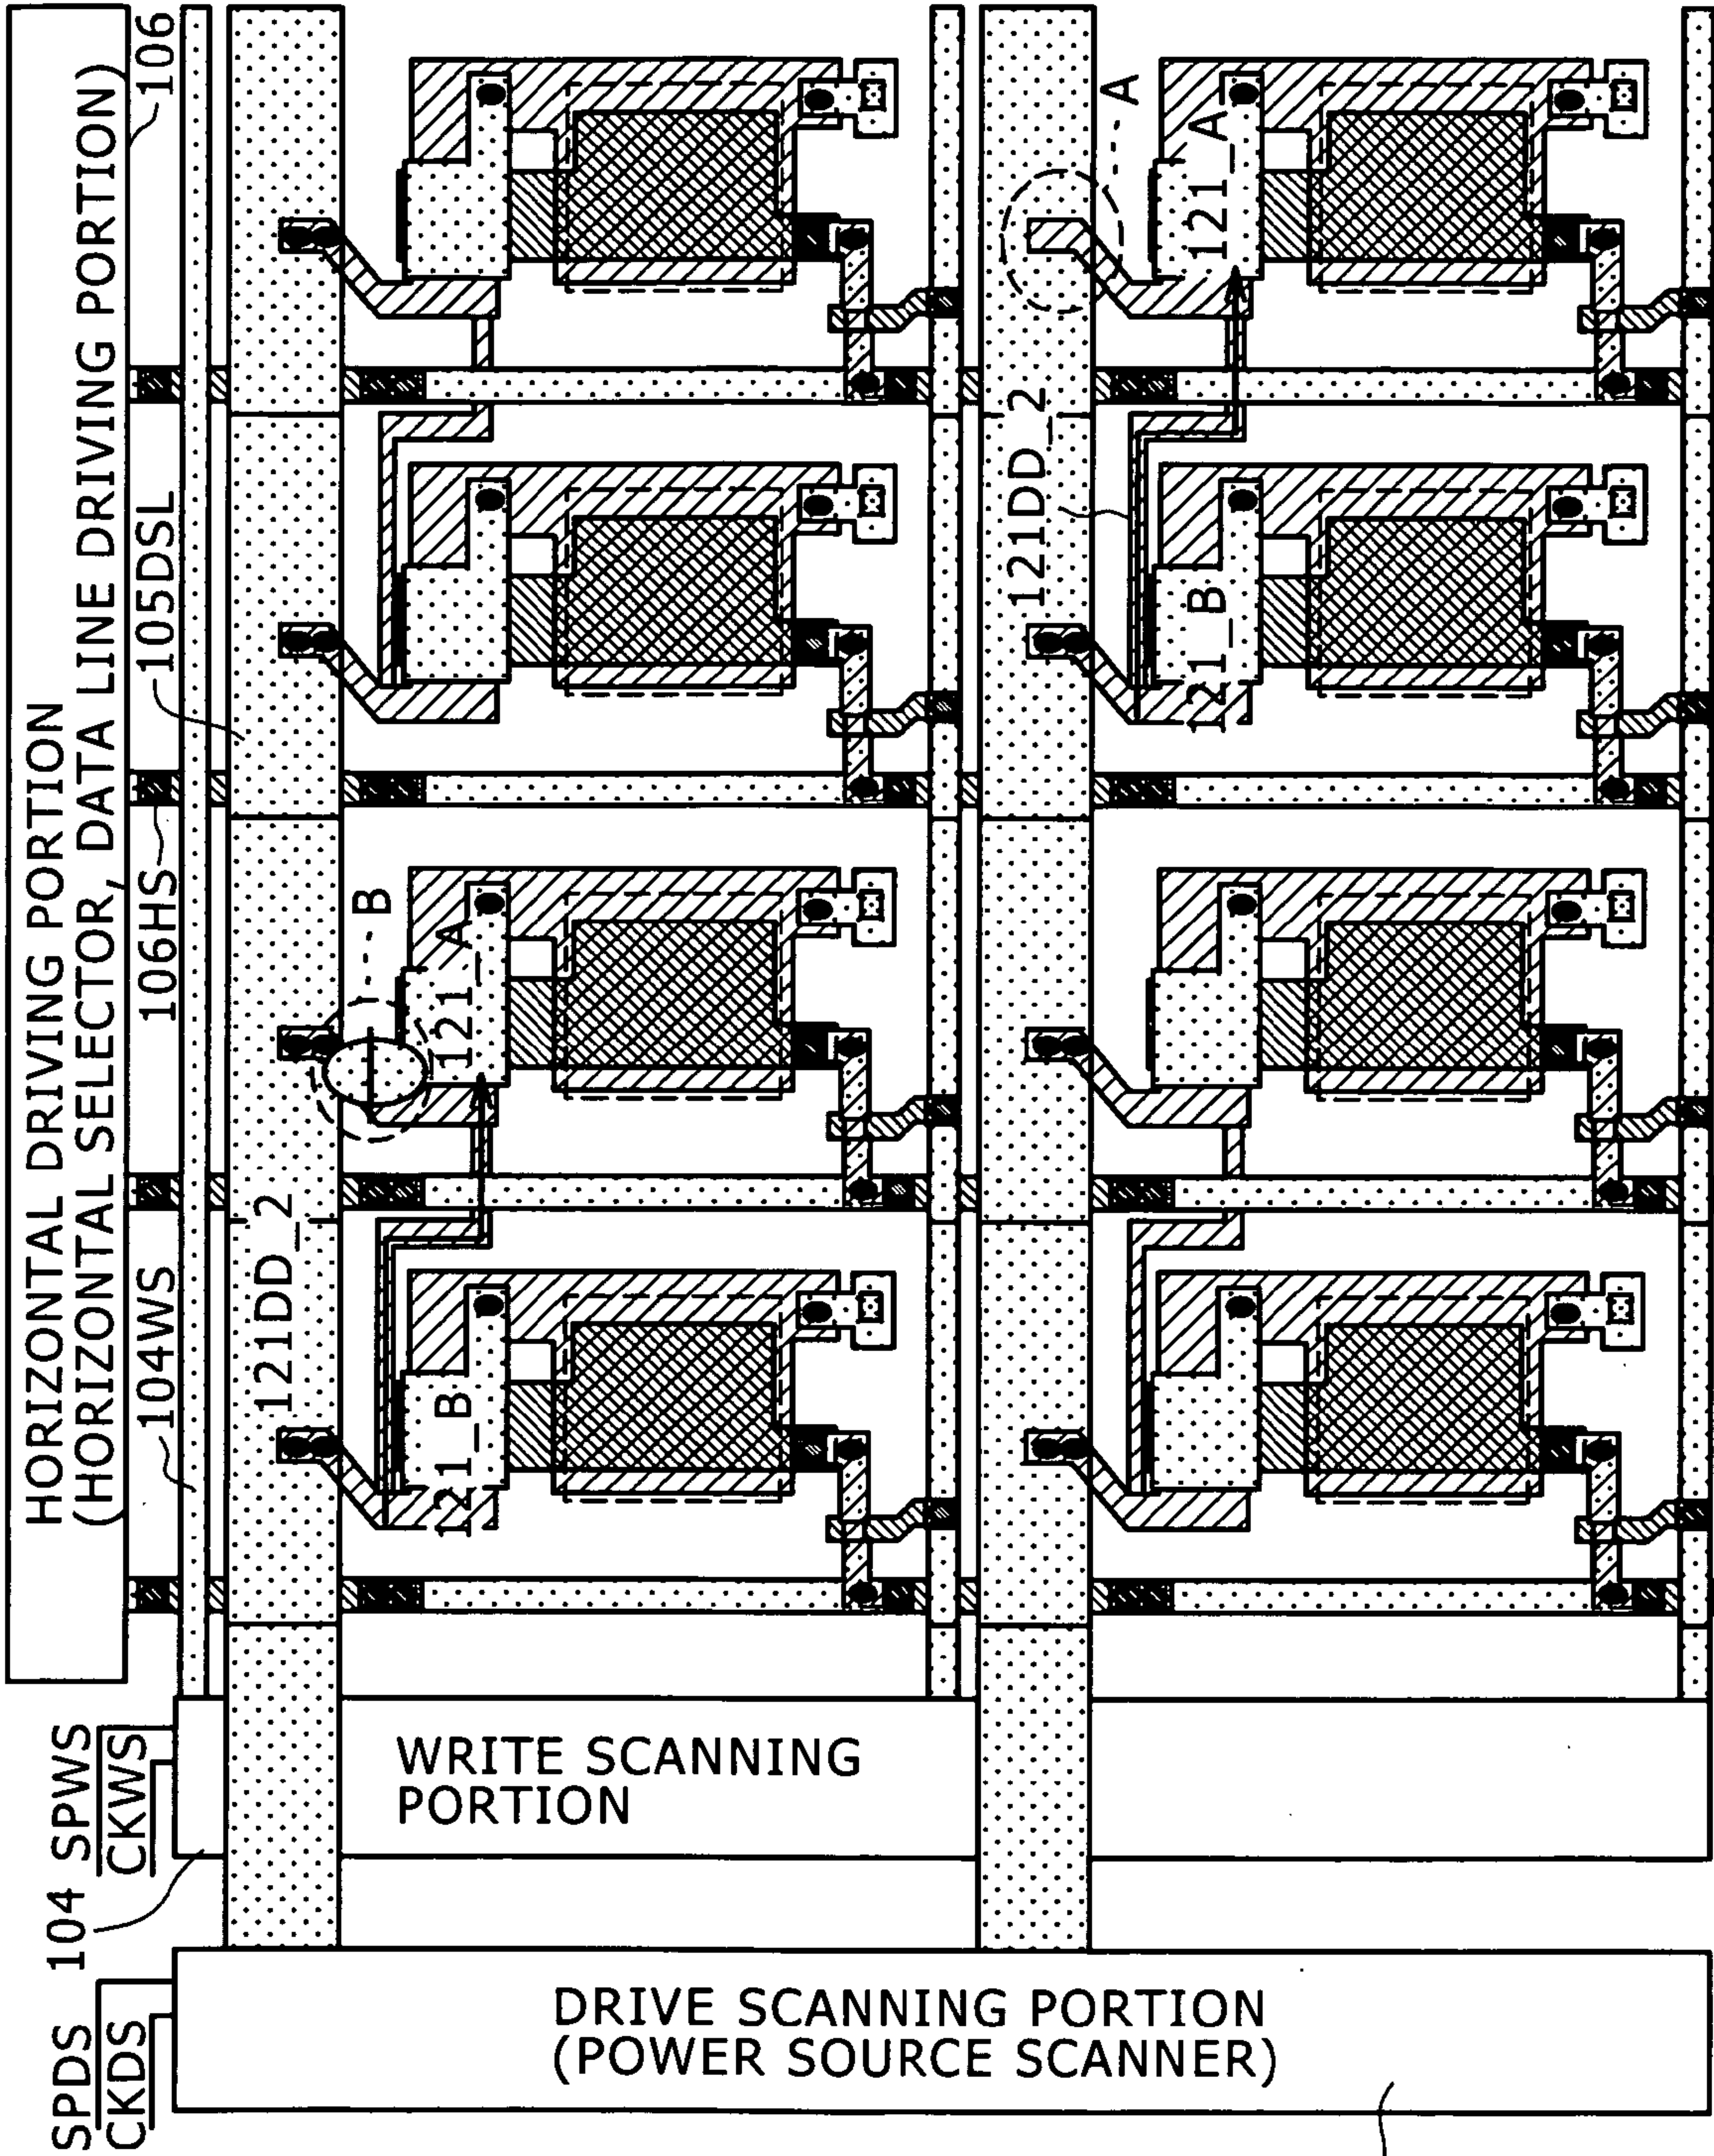 HORIZONTAL DRIVING PORTION
(HORIZONTAL SELECTOR, DATA LINE DRIVING PORTION)
106
105DSL
106HS
104WS
121DD_2
B
121_A
121_B
A
121DD_2
121_A
121_B
104
SPWS
CKWS
WRITE SCANNING
PORTION
SPDS
CKDS
DRIVE SCANNING PORTION
(POWER SOURCE SCANNER)